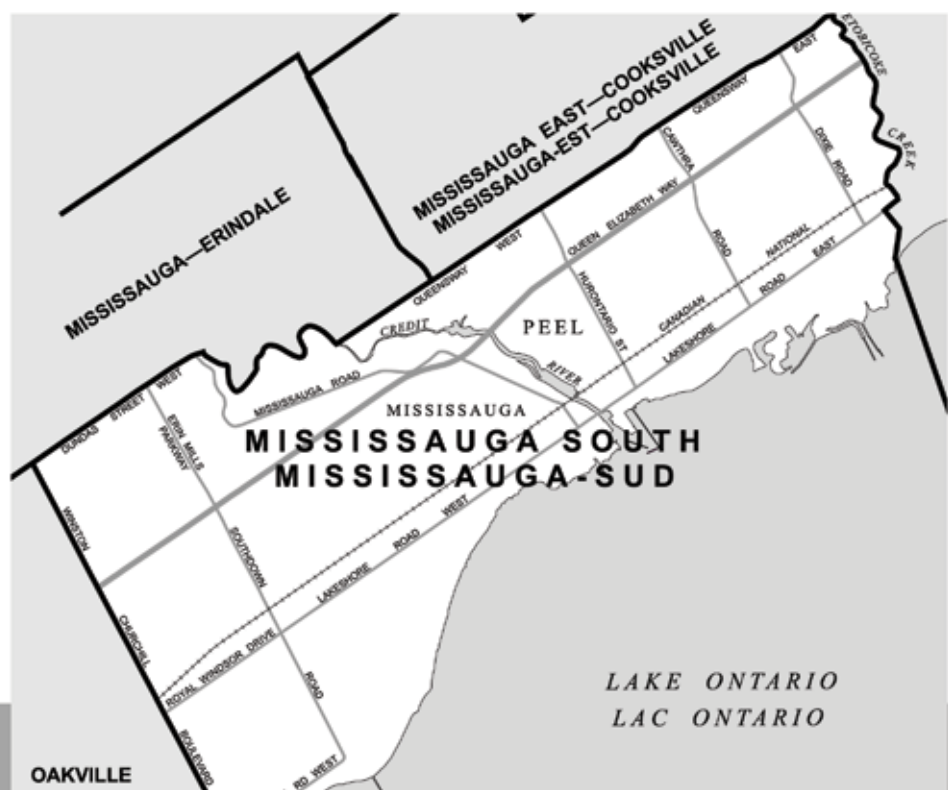 ETOBICOKE
CREEK
MISSISSAUGA EAST—COOKSVILLE
MISSISSAUGA-EST—COOKSVILLE
QUEENSWAY EAST
CAWTHRA ROAD
DIXIE ROAD
MISSISSAUGA—ERINDALE
QUEENSWAY WEST
QUEEN ELIZABETH WAY
CANADIAN NATIONAL
LAKESHORE ROAD EAST
HURONTARIO ST
CREDIT RIVER
PEEL
MISSISSAUGA ROAD
MISSISSAUGA
MISSISSAUGA SOUTH
MISSISSAUGA-SUD
DUNDAS STREET WEST
ERIN MILLS
PARKWAY
SOUTHDOWN ROAD
LAKESHORE ROAD WEST
ROYAL WINDSOR DRIVE
WINSTON CHURCHILL BOULEVARD
RD WEST
LAKE ONTARIO
LAC ONTARIO
OAKVILLE